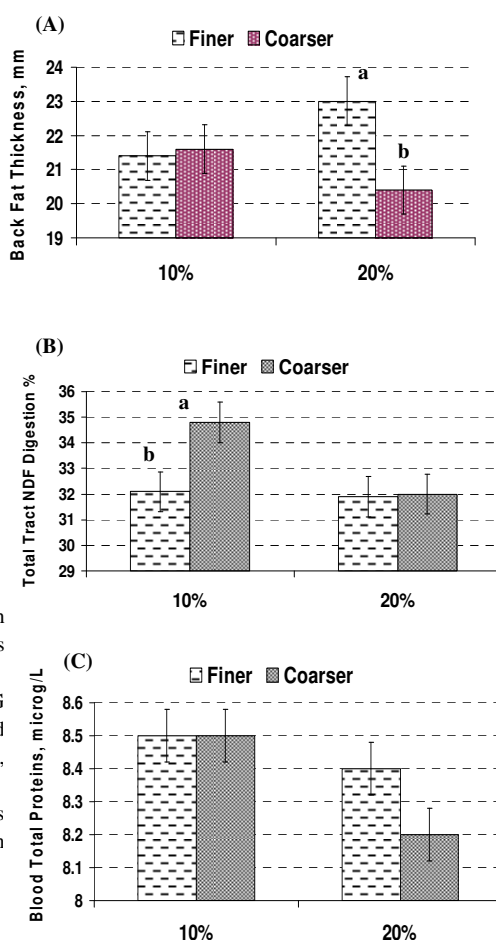 (A)
Finer Coarser
Back Fat Thickness, mm
24
23
22
21
20
19
a
b
10% 20%
(B)
Finer Coarser
Total Tract NDF Digestion %
36
35
34
33
32
31
30
29
a
b
10% 20%
n
s
G
d
,
s
n
(C)
Finer Coarser
Blood Total Proteins, microg/L
8.6
8.5
8.4
8.3
8.2
8.1
8
10% 20%